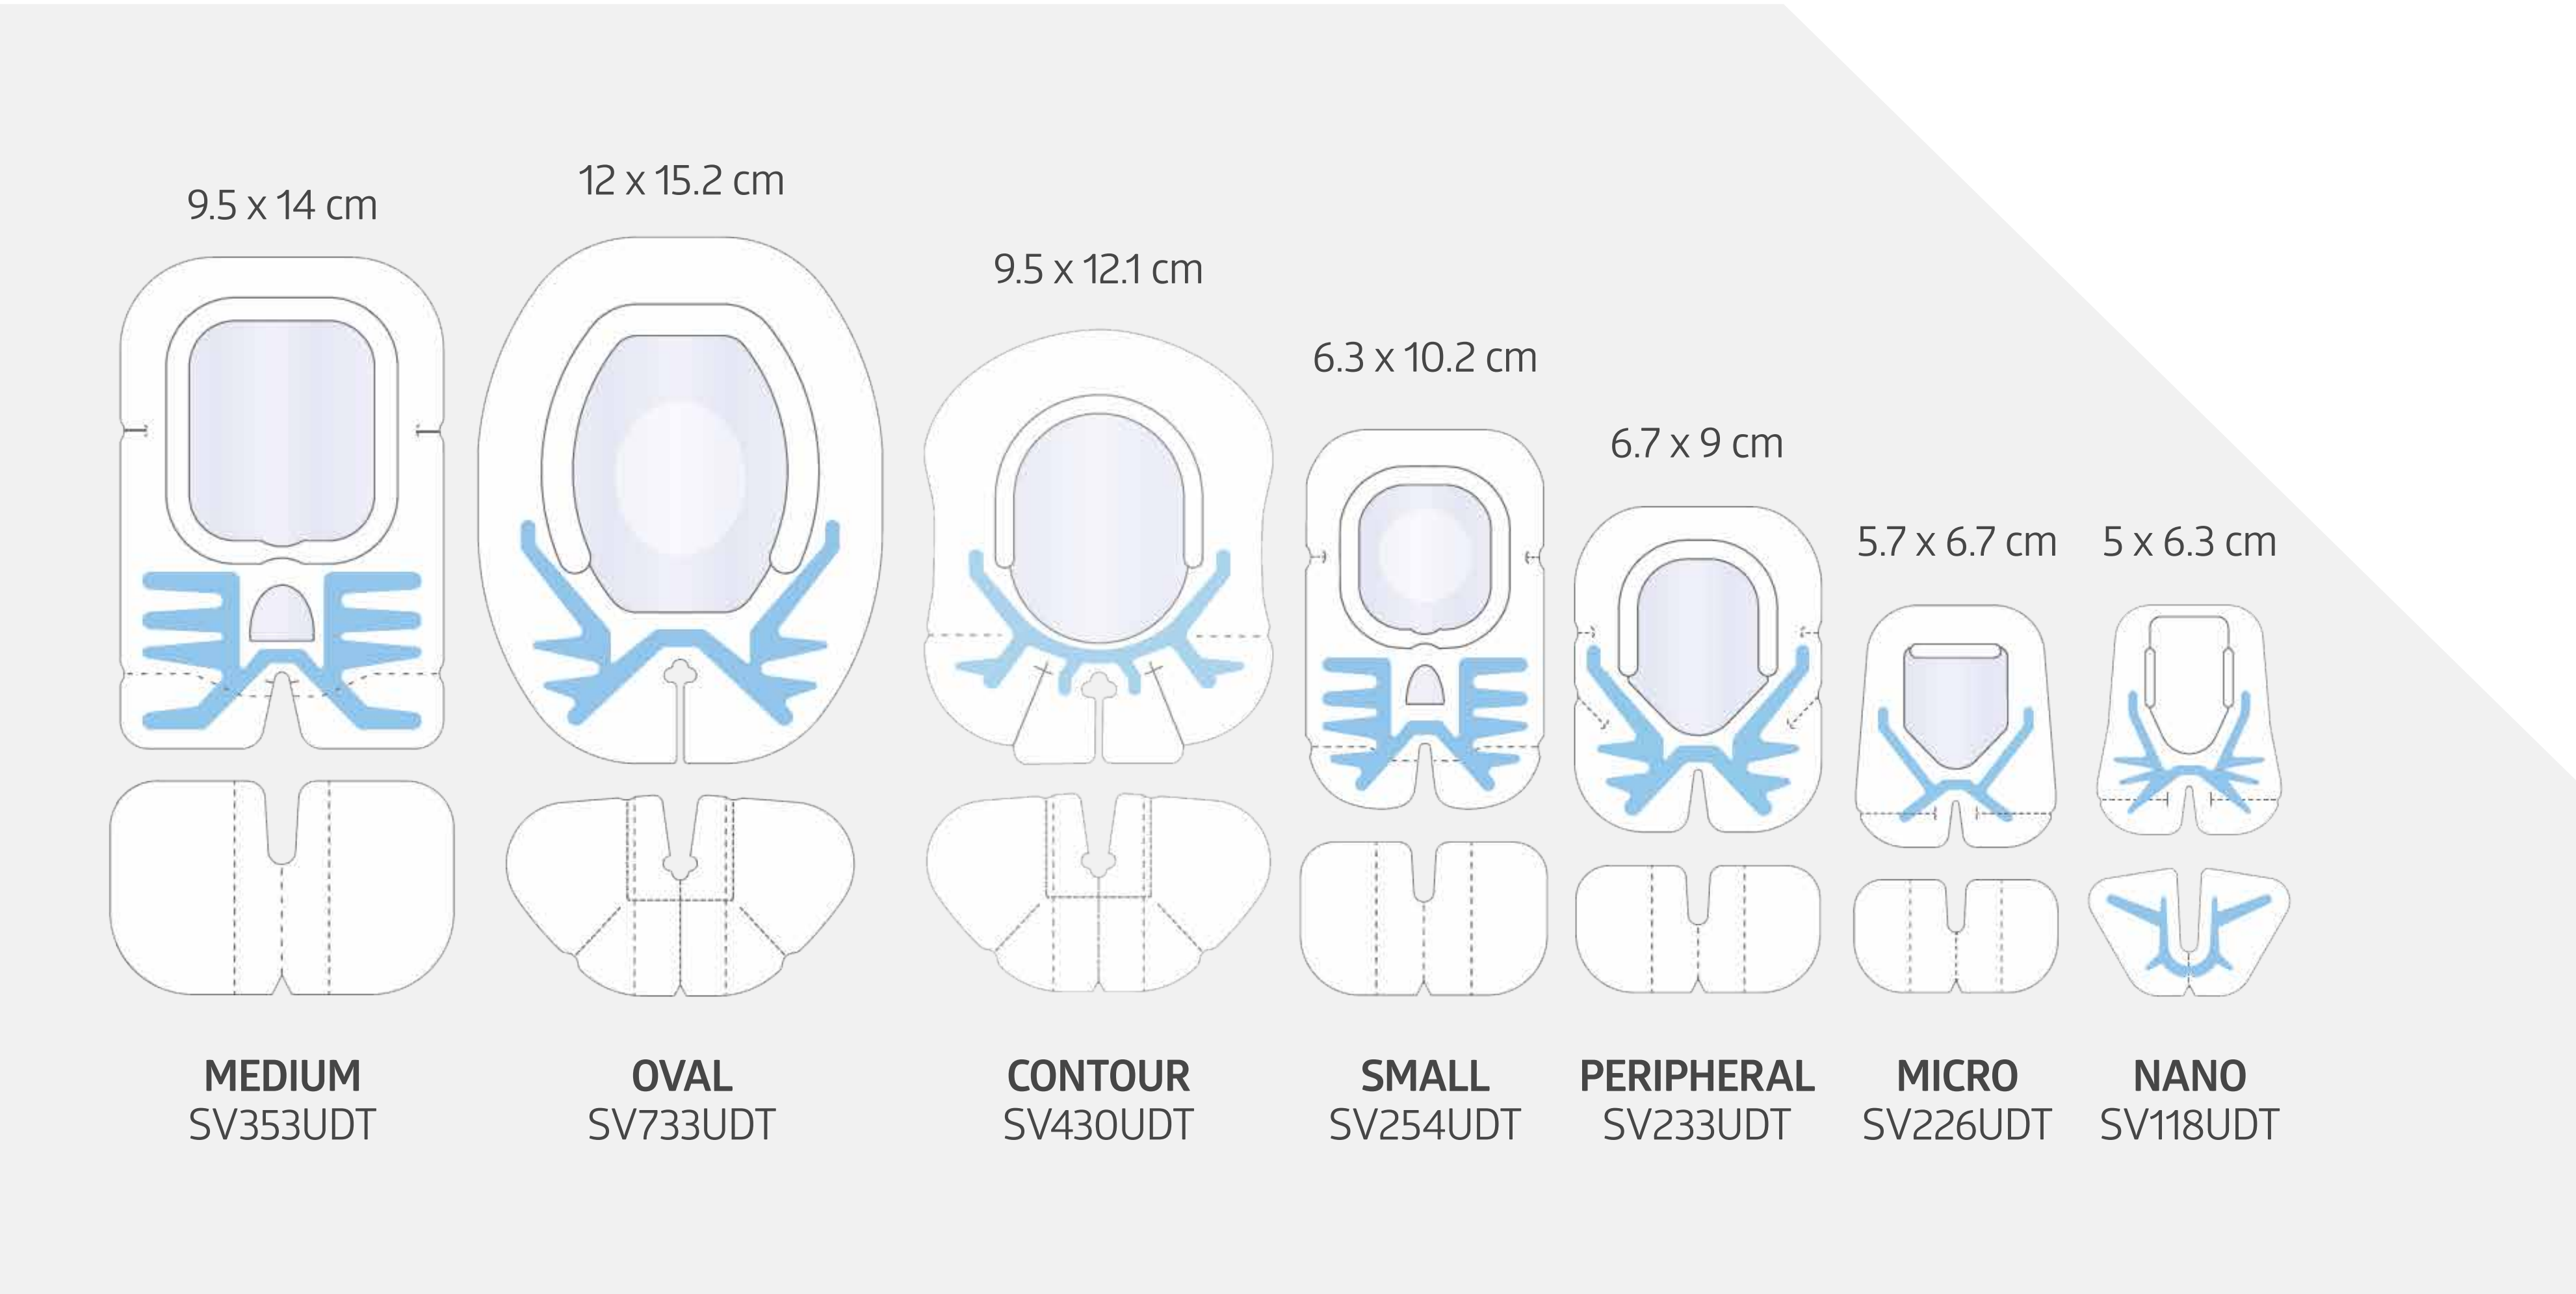 9.5 x 14 cm
12 x 15.2 cm
9.5 x 12.1 cm
6.3 x 10.2 cm
6.7 x 9 cm
5.7 x 6.7 cm
5 x 6.3 cm
MEDIUM
SV353UDT
OVAL
SV733UDT
CONTOUR
SV430UDT
SMALL
SV254UDT
PERIPHERAL
SV233UDT
MICRO
SV226UDT
NANO
SV118UDT